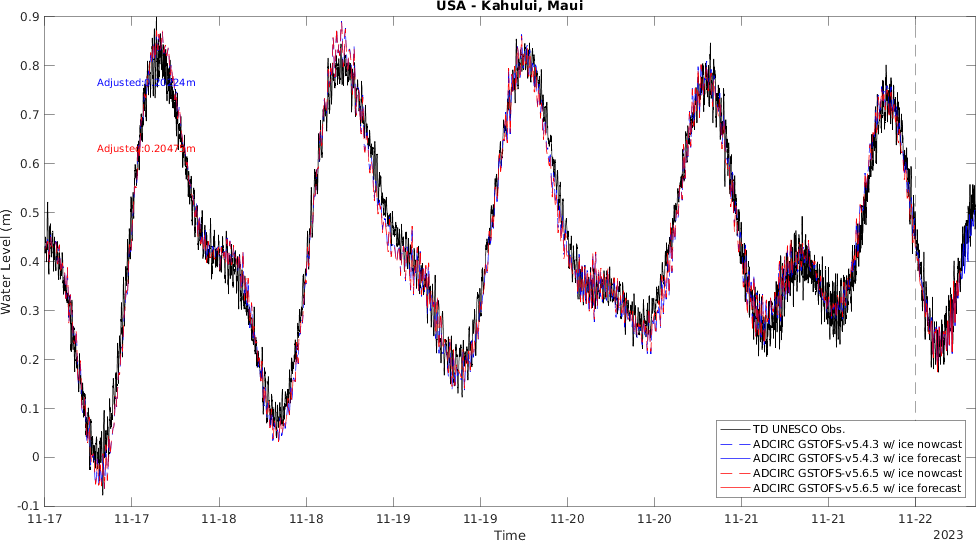 USA - Kahului, Maui
0.9
0.8
0.7
0.6
0.5
0.4
0.3
0.2
0.1
0
-0.1
Water Level (m)
11-17
11-17
11-18
11-18
11-19
11-19
11-20
11-20
11-21
11-21
11-22
Time
2023
TD UNESCO Obs.
ADCIRC GSTOFS-v5.4.3 w/ ice nowcast
ADCIRC GSTOFS-v5.4.3 w/ ice forecast
ADCIRC GSTOFS-v5.6.5 w/ ice nowcast
ADCIRC GSTOFS-v5.6.5 w/ ice forecast